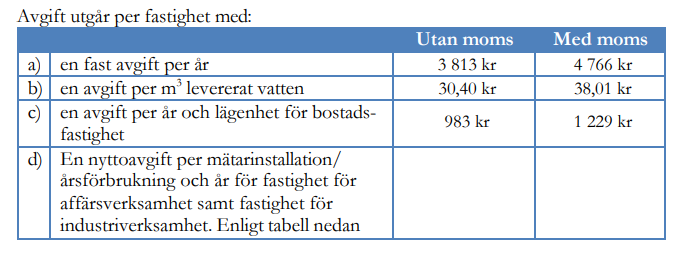 Avgift utgår per fastighet med:
Utan moms Med moms
a) en fast avgift per år 3 813 kr 4 766 kr
b) en avgift per m³ levererat vatten 30,40 kr 38,01 kr
c) en avgift per år och lägenhet för bostads-
fastighet 983 kr 1 229 kr
d) En nyttoavgift per mätarinstallation/
årsförbrukning och år för fastighet för
affärsverksamhet samt fastighet för
industriverksamhet. Enligt tabell nedan